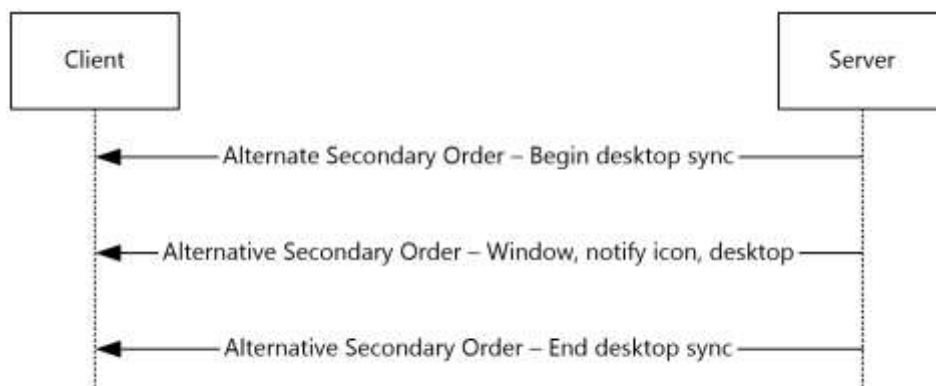 Client
Server
Alternate Secondary Order – Begin desktop sync
Alternative Secondary Order – Window, notify icon, desktop
Alternative Secondary Order – End desktop sync